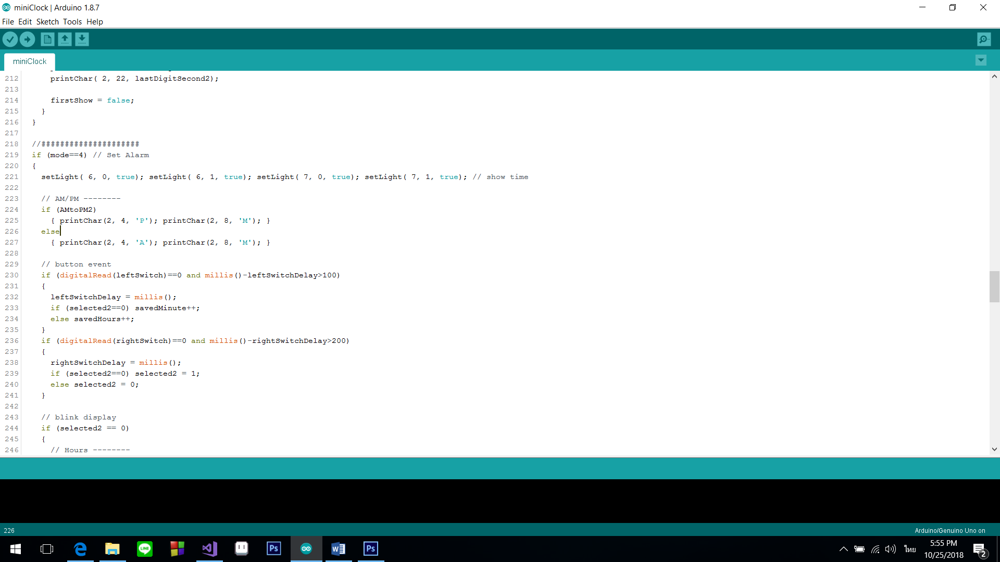 miniClock | Arduino 1.8.7
File Edit Sketch Tools Help
miniClock
212 printChar( 2, 22, lastDigitSecond2);
213
214 firstShow = false;
215 }
216 }
217
218 //#####################
219 if (mode==4) // Set Alarm
220 {
221 setLight( 6, 0, true); setLight( 6, 1, true); setLight( 7, 0, true); setLight( 7, 1, true); // show time
222
223 // AM/PM --------
224 if (AMtoPM2)
225 { printChar(2, 4, 'P'); printChar(2, 8, 'M'); }
226 else
227 { printChar(2, 4, 'A'); printChar(2, 8, 'M'); }
228
229 // button event
230 if (digitalRead(leftSwitch)==0 and millis()-leftSwitchDelay>100)
231 {
232 leftSwitchDelay = millis();
233 if (selected2==0) savedMinute++;
234 else savedHours++;
235 }
236 if (digitalRead(rightSwitch)==0 and millis()-rightSwitchDelay>200)
237 {
238 rightSwitchDelay = millis();
239 if (selected2==0) selected2 = 1;
240 else selected2 = 0;
241 }
242
243 // blink display
244 if (selected2 == 0)
245 {
246 // Hours --------
226
Arduino/Genuino Uno on
LINE
Ps
Ps
ไทย
5:55 PM
10/25/2018
2